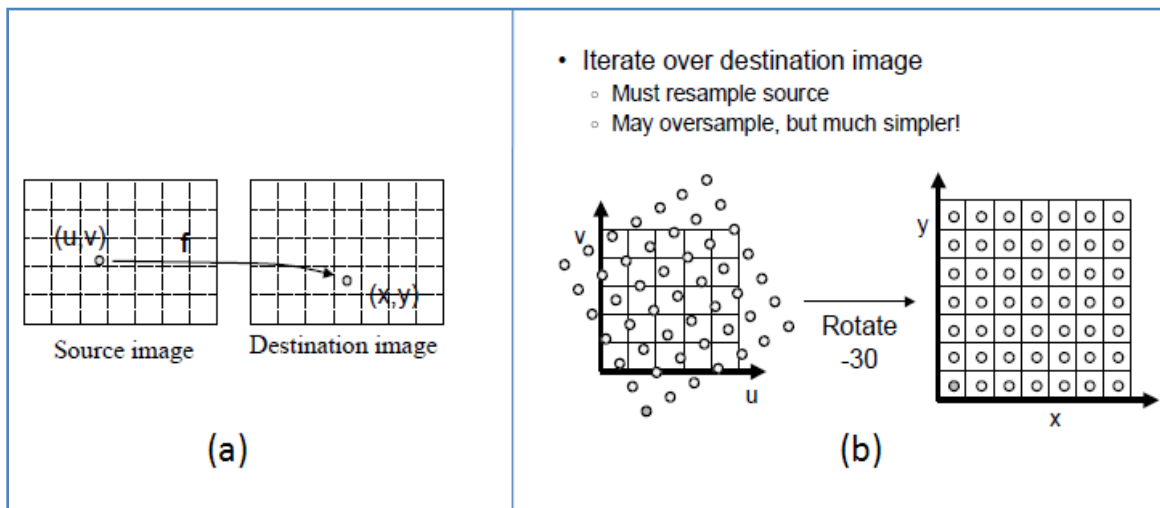 (u,v)
f
(x,y)
Source image
Destination image
(a)
• Iterate over destination image
○ Must resample source
○ May oversample, but much simpler!
v
u
Rotate
-30
y
x
(b)